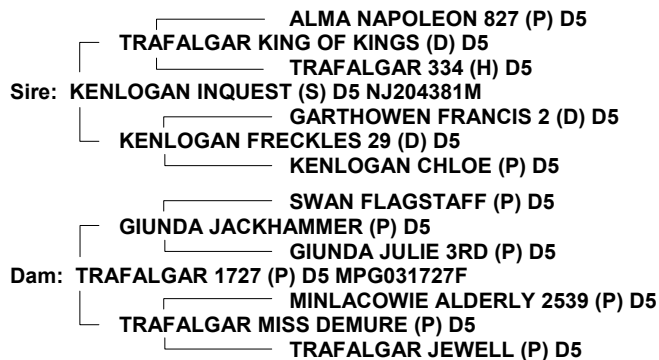 ALMA NAPOLEON 827 (P) D5
TRAFALGAR KING OF KINGS (D) D5
TRAFALGAR 334 (H) D5
Sire: KENLOGAN INQUEST (S) D5 NJ204381M
GARTHOWEN FRANCIS 2 (D) D5
KENLOGAN FRECKLES 29 (D) D5
KENLOGAN CHLOE (P) D5
SWAN FLAGSTAFF (P) D5
GIUNDA JACKHAMMER (P) D5
GIUNDA JULIE 3RD (P) D5
Dam: TRAFALGAR 1727 (P) D5 MPG031727F
MINLACOWIE ALDERLY 2539 (P) D5
TRAFALGAR MISS DEMURE (P) D5
TRAFALGAR JEWELL (P) D5